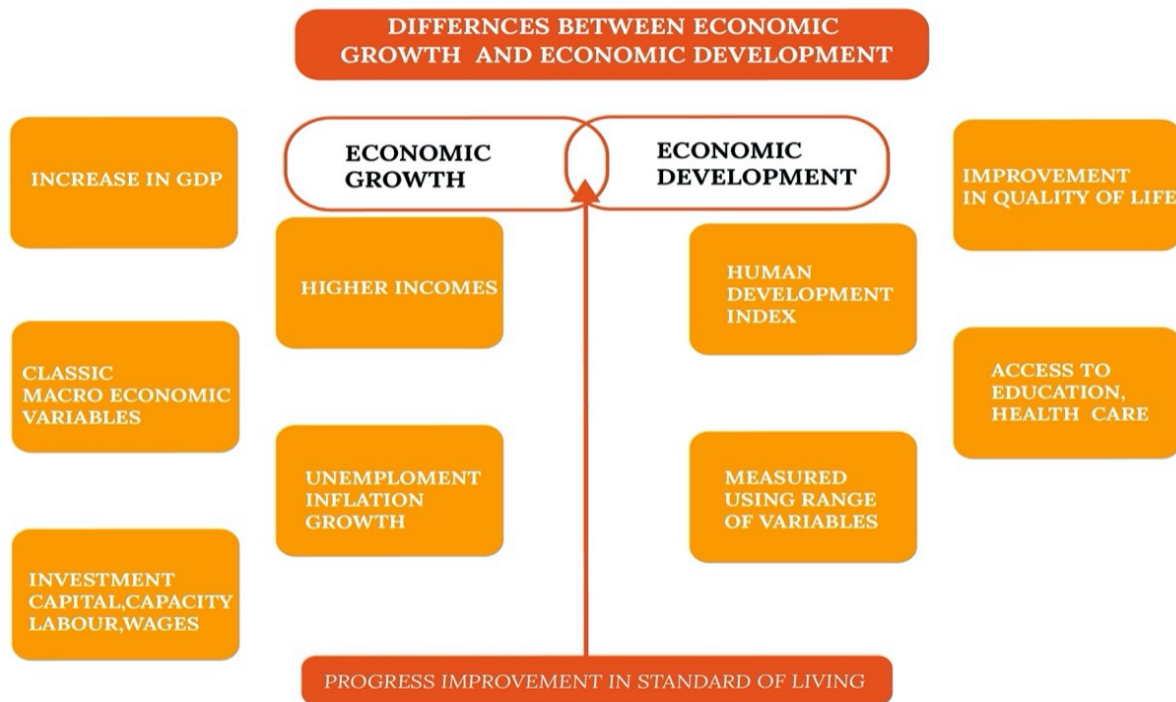 DIFFERNCES BETWEEN ECONOMIC
GROWTH AND ECONOMIC DEVELOPMENT
INCREASE IN GDP
ECONOMIC
GROWTH
ECONOMIC
DEVELOPMENT
IMPROVEMENT
IN QUALITY OF LIFE
HIGHER INCOMES
HUMAN
DEVELOPMENT
INDEX
CLASSIC
MACRO ECONOMIC
VARIABLES
ACCESS TO
EDUCATION,
HEALTH CARE
UNEMPLOMENT
INFLATION
GROWTH
MEASURED
USING RANGE
OF VARIABLES
INVESTMENT
CAPITAL,CAPACITY
LABOUR,WAGES
PROGRESS IMPROVEMENT IN STANDARD OF LIVING